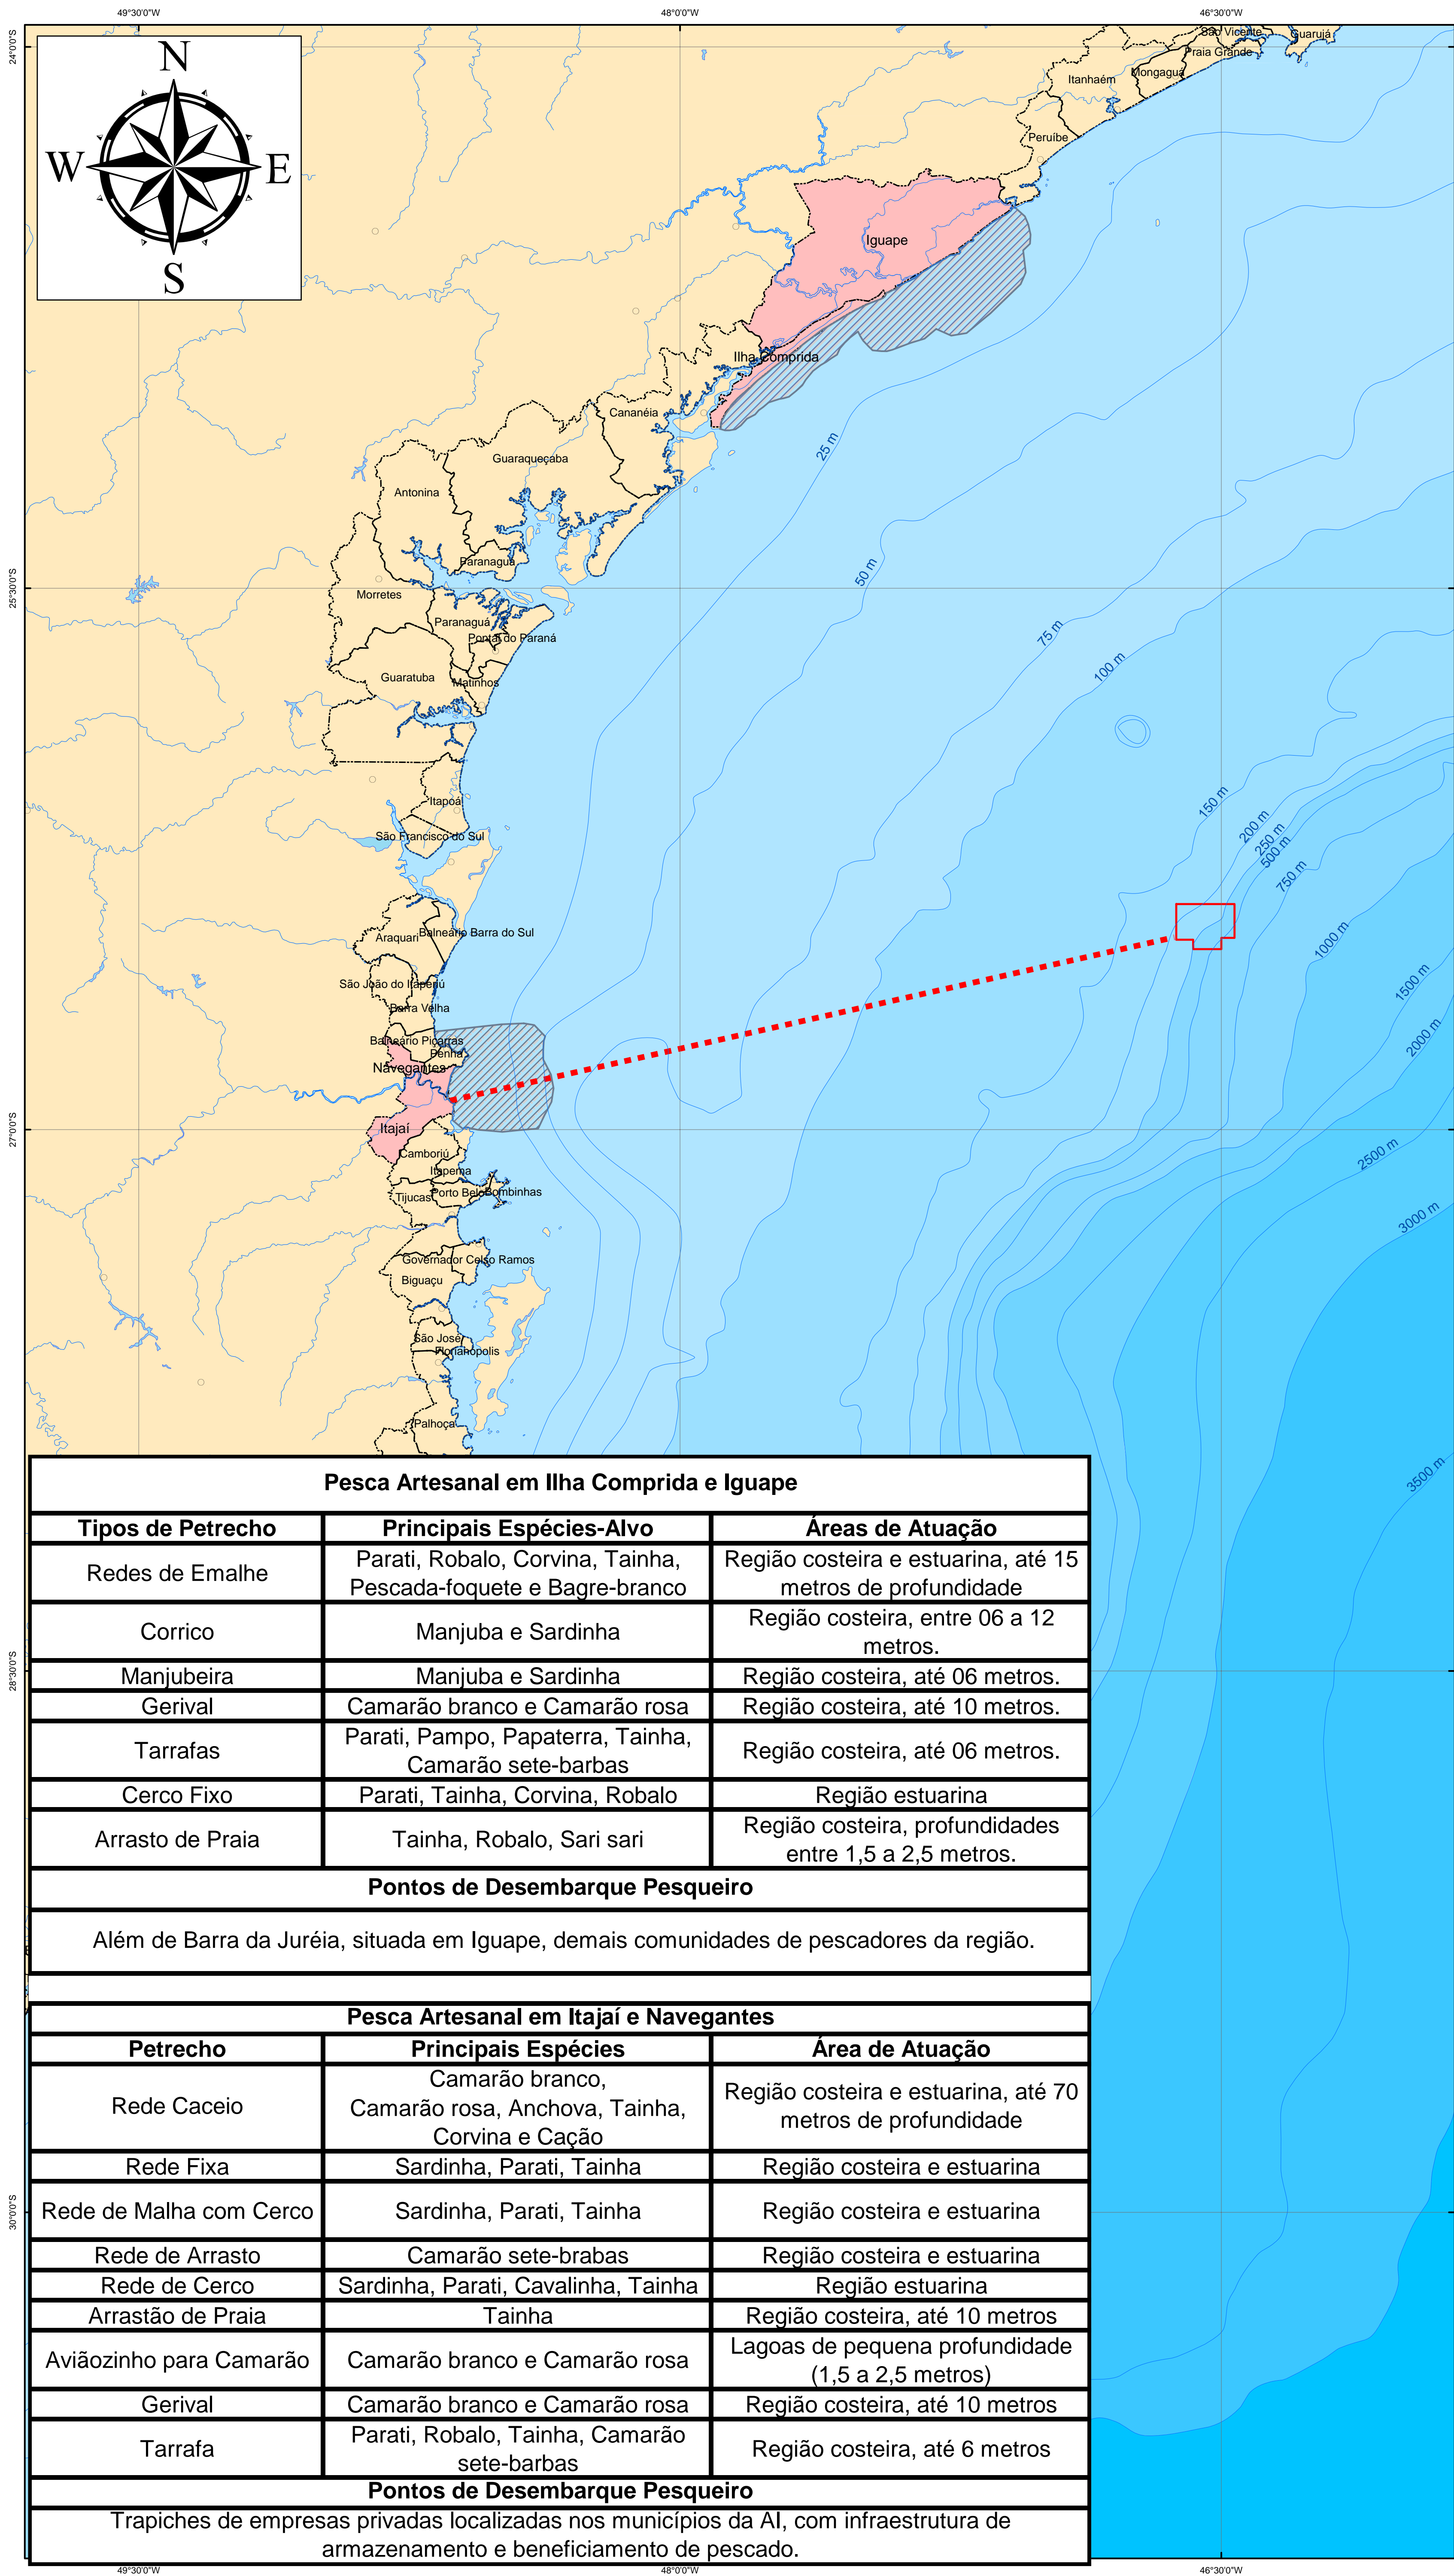 49°30'0"W
48°0'0"W
46°30'0"W
24°0'0"S
25°30'0"S
27°0'0"S
28°30'0"S
30°0'0"S
N
W
E
S
São Vicente
Guarujá
Praia Grande
Mongaguá
Itanhaém
Peruíbe
Iguape
Ilha Comprida
Cananéia
Guaraqueçaba
Antonina
Paranaguá
Morretes
Paranaguá
Pontal do Paraná
Guaratuba
Matinhos
Itapoá
São Francisco do Sul
Balneário Barra do Sul
Araquari
São João do Itaperiú
Barra Velha
Balneário Piçarras
Penha
Navegantes
Itajaí
Camboriú
Itapema
Porto Belo
Bombinhas
Tijucas
Governador Celso Ramos
Biguaçu
São José
Florianópolis
Palhoça
25 m
50 m
75 m
100 m
150 m
200 m
250 m
500 m
750 m
1000 m
1500 m
2000 m
2500 m
3000 m
3500 m
Pesca Artesanal em Ilha Comprida e Iguape
Tipos de Petrecho
Principais Espécies-Alvo
Áreas de Atuação
Redes de Emalhe
Parati, Robalo, Corvina, Tainha,
Pescada-foquete e Bagre-branco
Região costeira e estuarina, até 15
metros de profundidade
Corrico
Manjuba e Sardinha
Região costeira, entre 06 a 12
metros.
Manjubeira
Manjuba e Sardinha
Região costeira, até 06 metros.
Gerival
Camarão branco e Camarão rosa
Região costeira, até 10 metros.
Tarrafas
Parati, Pampo, Papaterra, Tainha,
Camarão sete-barbas
Região costeira, até 06 metros.
Cerco Fixo
Parati, Tainha, Corvina, Robalo
Região estuarina
Arrasto de Praia
Tainha, Robalo, Sari sari
Região costeira, profundidades
entre 1,5 a 2,5 metros.
Pontos de Desembarque Pesqueiro
Além de Barra da Juréia, situada em Iguape, demais comunidades de pescadores da região.
Pesca Artesanal em Itajaí e Navegantes
Petrecho
Principais Espécies
Área de Atuação
Rede Caceio
Camarão branco,
Camarão rosa, Anchova, Tainha,
Corvina e Cação
Região costeira e estuarina, até 70
metros de profundidade
Rede Fixa
Sardinha, Parati, Tainha
Região costeira e estuarina
Rede de Malha com Cerco
Sardinha, Parati, Tainha
Região costeira e estuarina
Rede de Arrasto
Camarão sete-brabas
Região costeira e estuarina
Rede de Cerco
Sardinha, Parati, Cavalinha, Tainha
Região estuarina
Arrastão de Praia
Tainha
Região costeira, até 10 metros
Aviãozinho para Camarão
Camarão branco e Camarão rosa
Lagoas de pequena profundidade
(1,5 a 2,5 metros)
Gerival
Camarão branco e Camarão rosa
Região costeira, até 10 metros
Tarrafa
Parati, Robalo, Tainha, Camarão
sete-barbas
Região costeira, até 6 metros
Pontos de Desembarque Pesqueiro
Trapiches de empresas privadas localizadas nos municípios da AI, com infraestrutura de
armazenamento e beneficiamento de pescado.
49°30'0"W
48°0'0"W
46°30'0"W